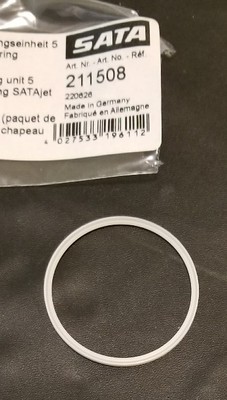 ngseinheit 5
ring
g unit 5
ng SATAjet
(paquet de
chapeau
SATA
Art. Nr. - Art. No. - Réf.
211508
220626
Made in Germany
Fabriqué en Allemagne
4 027533 196112